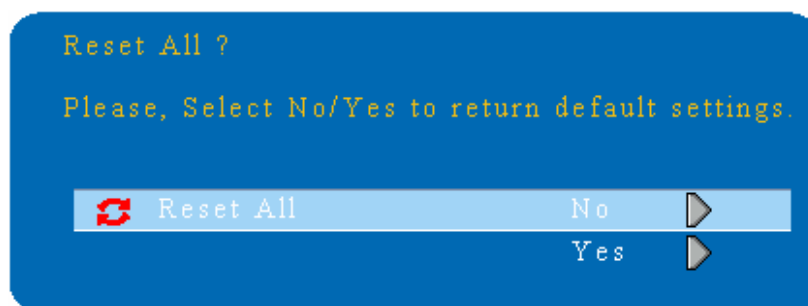 Reset All ?
Please, Select No/Yes to return default settings.
Reset All No
Yes